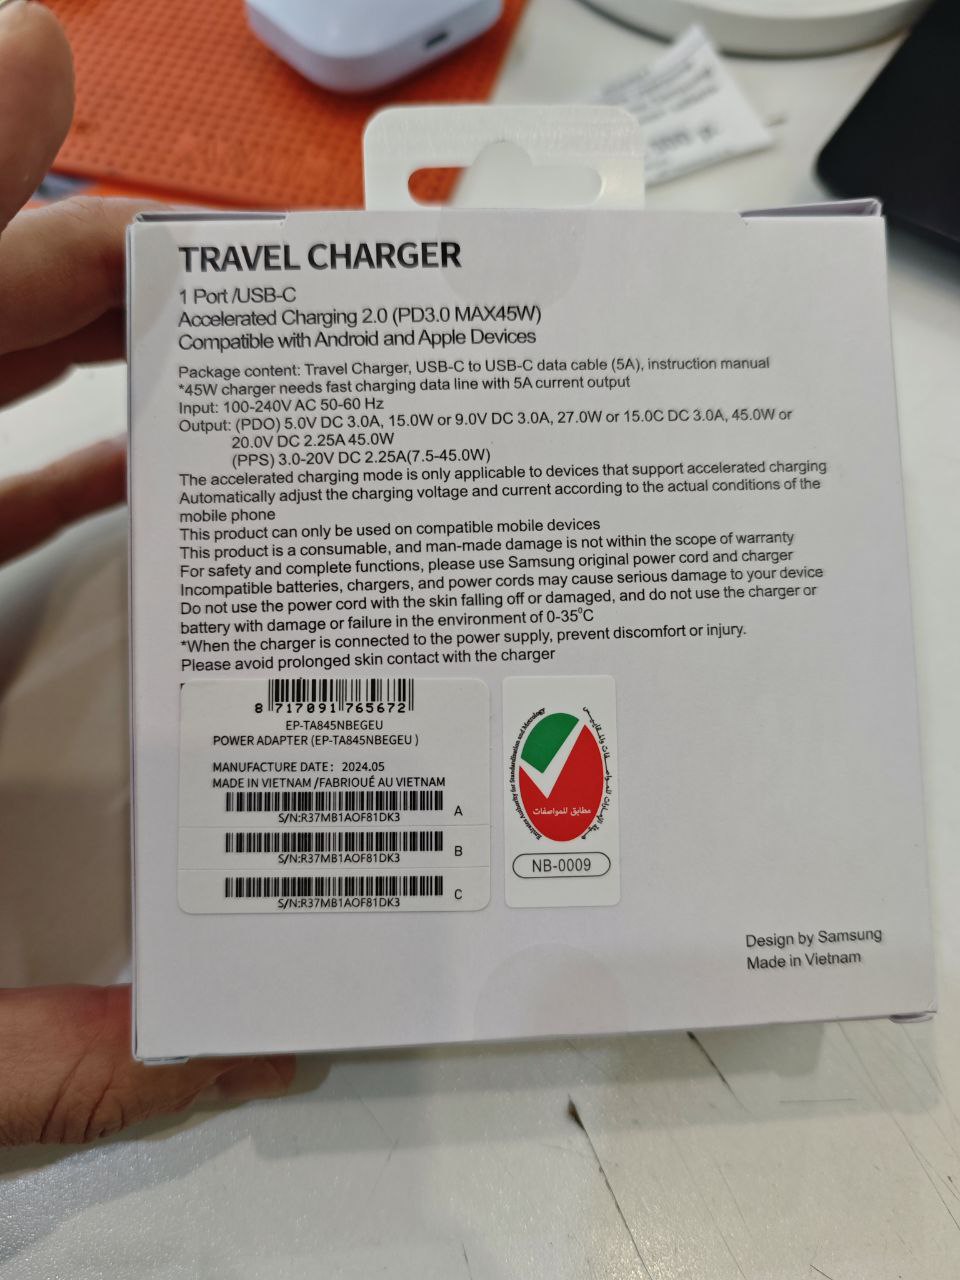 TRAVEL CHARGER
1 Port /USB-C
Accelerated Charging 2.0 (PD3.0 MAX45W)
Compatible with Android and Apple Devices
Package content: Travel Charger, USB-C to USB-C data cable (5A), instruction manual
*45W charger needs fast charging data line with 5A current output
Input: 100-240V AC 50-60 Hz
Output: (PDO) 5.0V DC 3.0A, 15.0W or 9.0V DC 3.0A, 27.0W or 15.0C DC 3.0A, 45.0W or
20.0V DC 2.25A 45.0W
(PPS) 3.0-20V DC 2.25A(7.5-45.0W)
The accelerated charging mode is only applicable to devices that support accelerated charging
Automatically adjust the charging voltage and current according to the actual conditions of the
mobile phone
This product can only be used on compatible mobile devices
This product is a consumable, and man-made damage is not within the scope of warranty
For safety and complete functions, please use Samsung original power cord and charger
Incompatible batteries, chargers, and power cords may cause serious damage to your device
Do not use the power cord with the skin falling off or damaged, and do not use the charger or
battery with damage or failure in the environment of 0-35°C
*When the charger is connected to the power supply, prevent discomfort or injury.
Please avoid prolonged skin contact with the charger
8 717091 765672
EP-TA845NBEGEU
POWER ADAPTER (EP-TA845NBEGEU )
MANUFACTURE DATE: 2024.05
MADE IN VIETNAM /FABRIOUÉ AU VIETNAM
S/N:R37MB1AOF81DK3 A
S/N:R37MB1AOF81DK3 B
S/N:R37MB1AOF81DK3 C
Emirates Authority for Standardization and Metrology
مطابق للمواصفات
NB-0009
Design by Samsung
Made in Vietnam